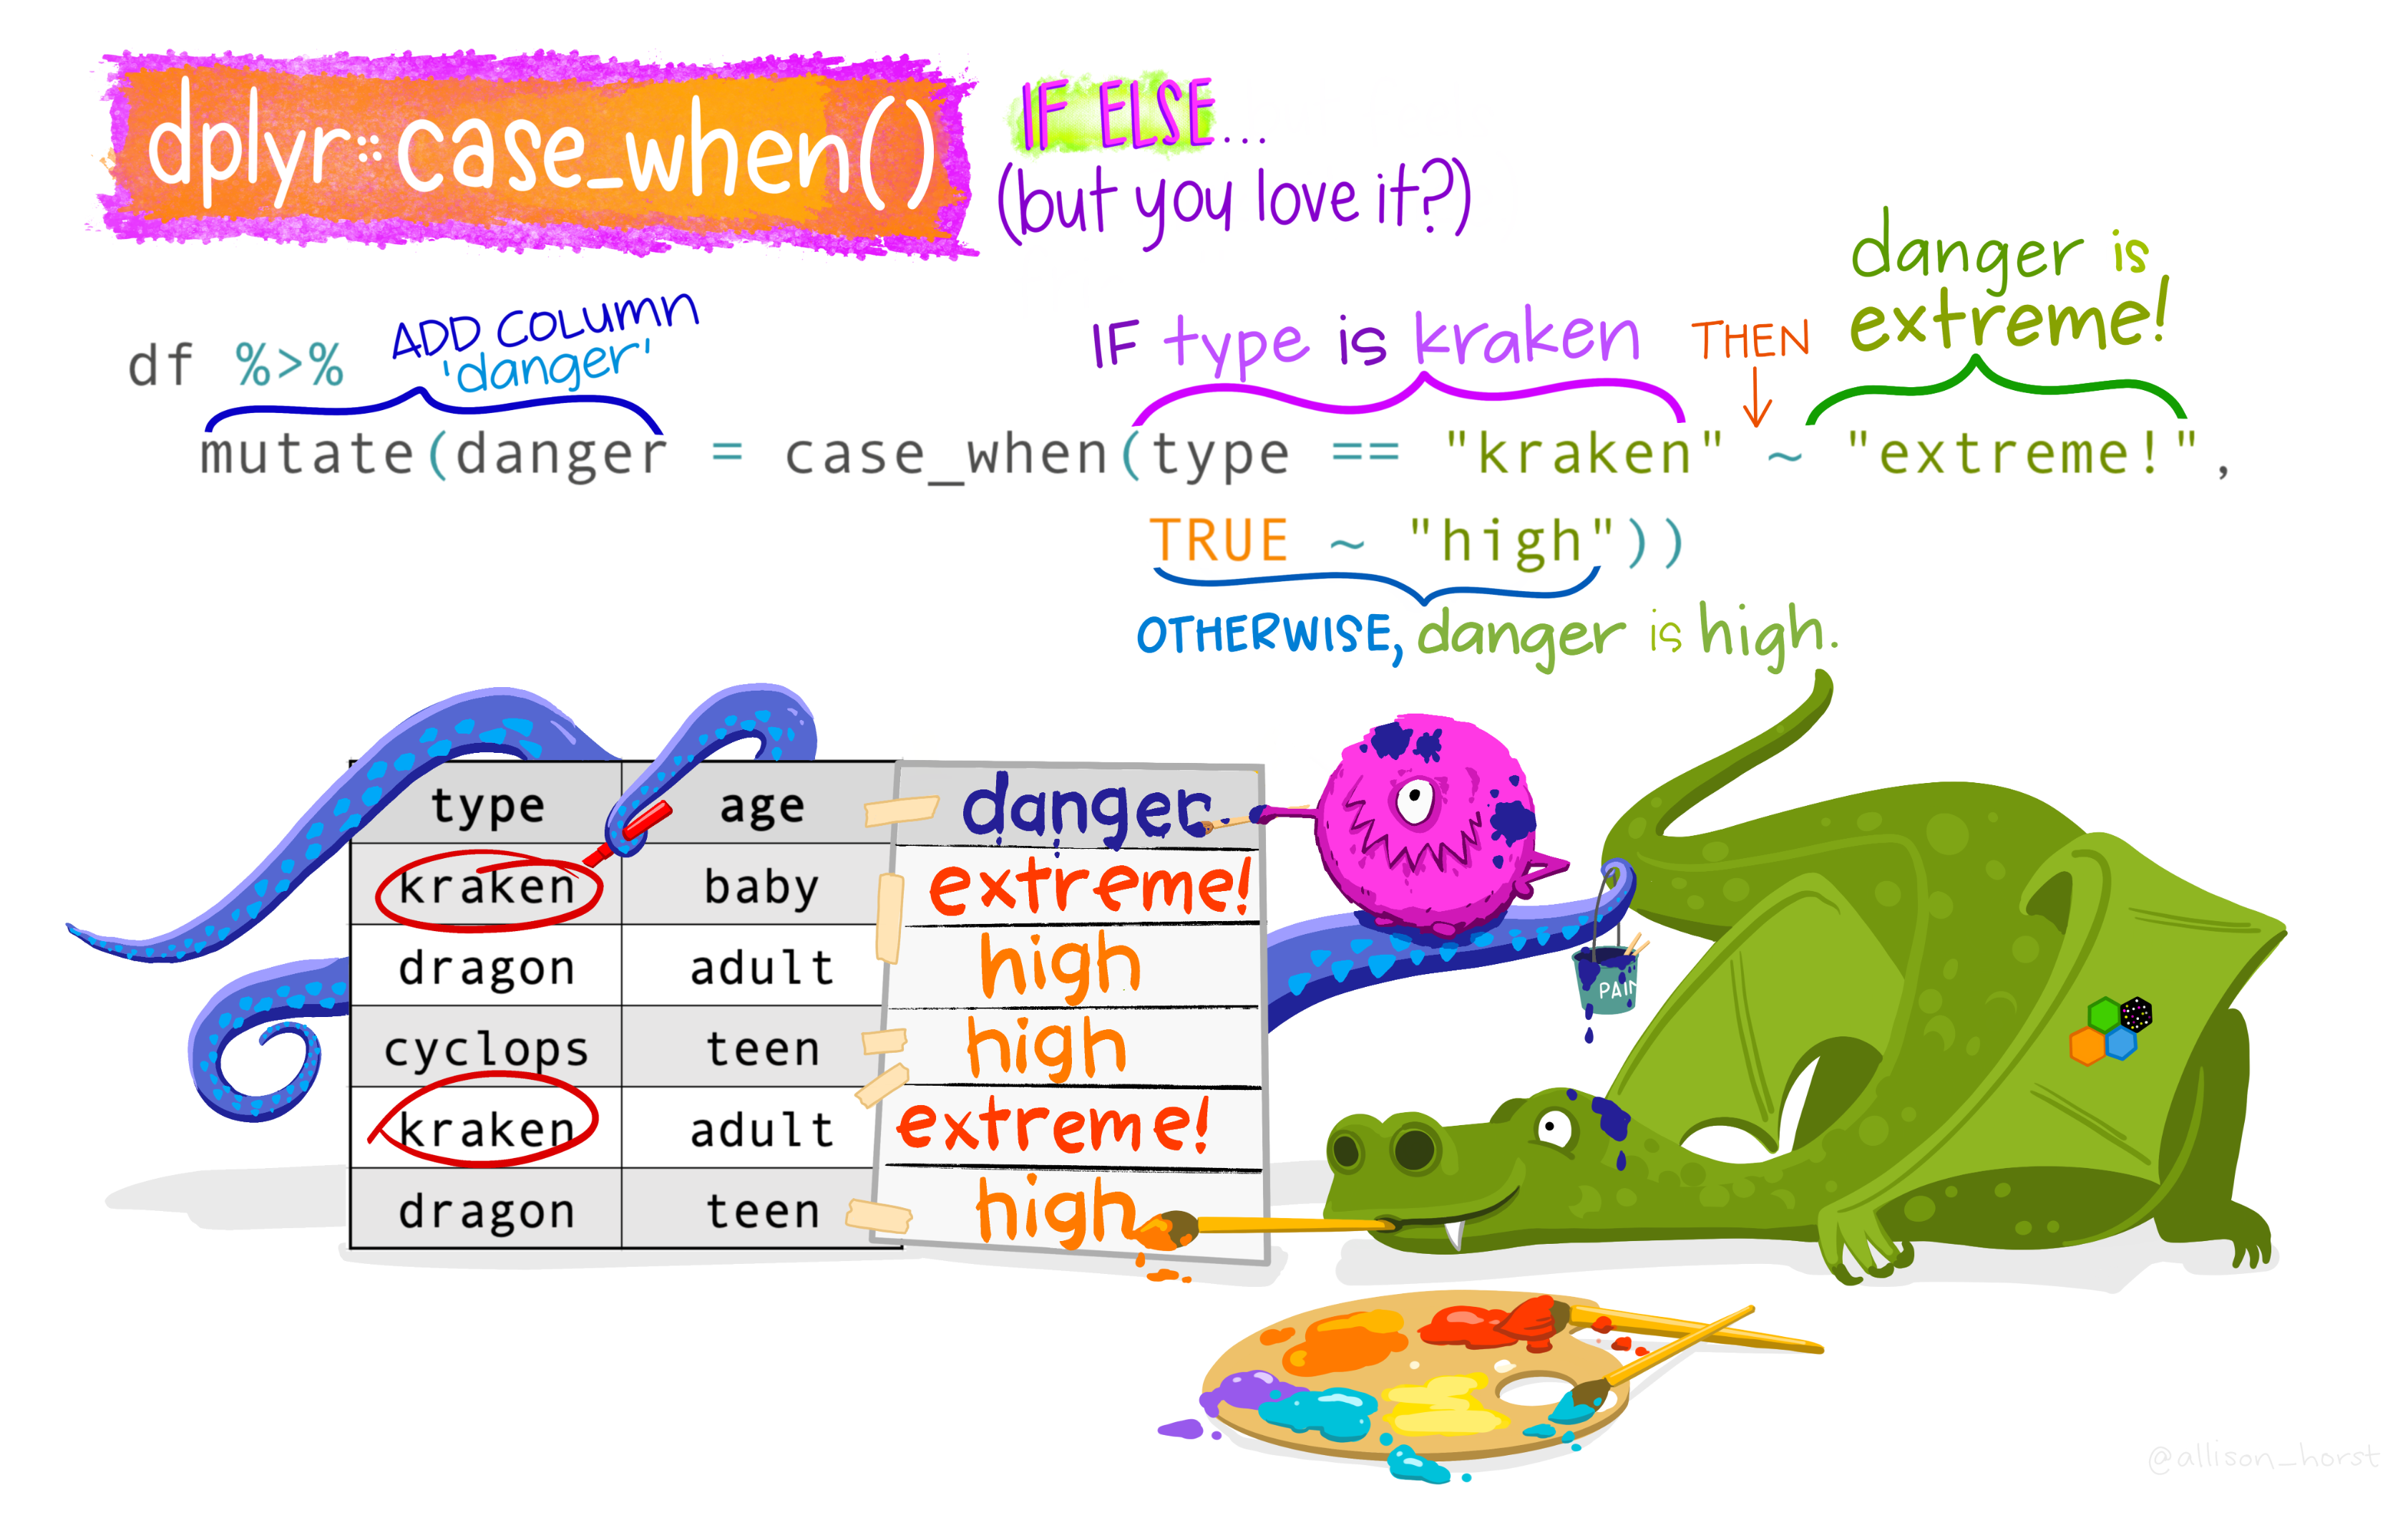 dplyr::case_when()
IF ELSE...
(but you love it?)
df %>%
ADD COLUMN
'danger'
IF type is kraken
THEN
danger is
extreme!
mutate(danger = case_when(type == "kraken" ~ "extreme!",
TRUE ~ "high"))
OTHERWISE, danger is high.
type age danger
kraken baby extreme!
dragon adult high
cyclops teen high
kraken adult extreme!
dragon teen high
PAIN
@allison_horst